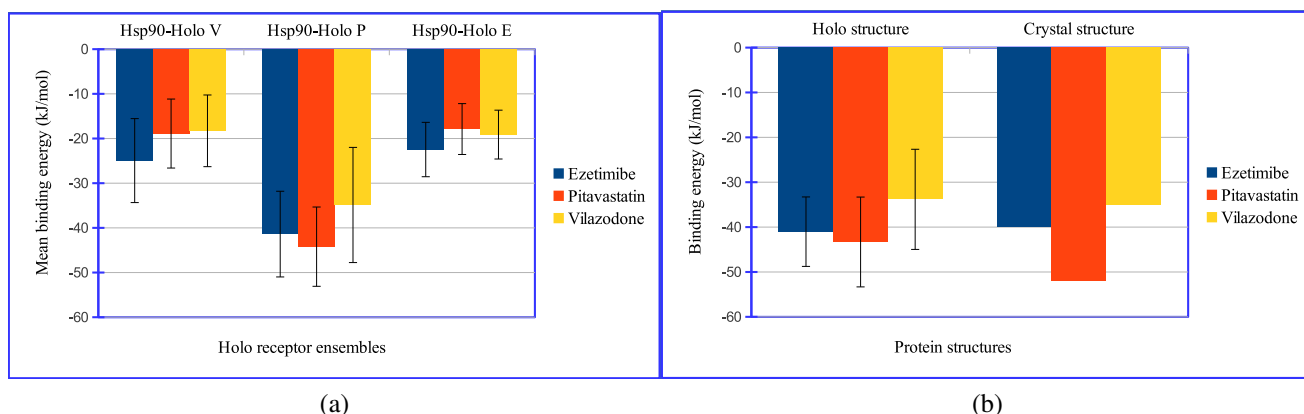 Hsp90-Holo V Hsp90-Holo P Hsp90-Holo E
0
-10
-20
-30
-40
-50
-60
Mean binding energy (kJ/mol)
Ezetimibe
Pitavastatin
Vilazodone
Holo receptor ensembles
(a)
Holo structure Crystal structure
0
-10
-20
-30
-40
-50
-60
Binding energy (kJ/mol)
Ezetimibe
Pitavastatin
Vilazodone
Protein structures
(b)